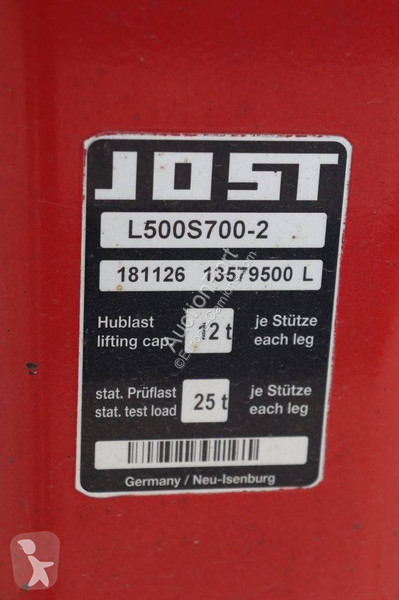 JOST
L500S700-2
181126 13579500 L
Hublast 12 t je Stütze
lifting cap. each leg
stat. Prüflast 25 t je Stütze
stat. test load each leg
Germany / Neu-Isenburg